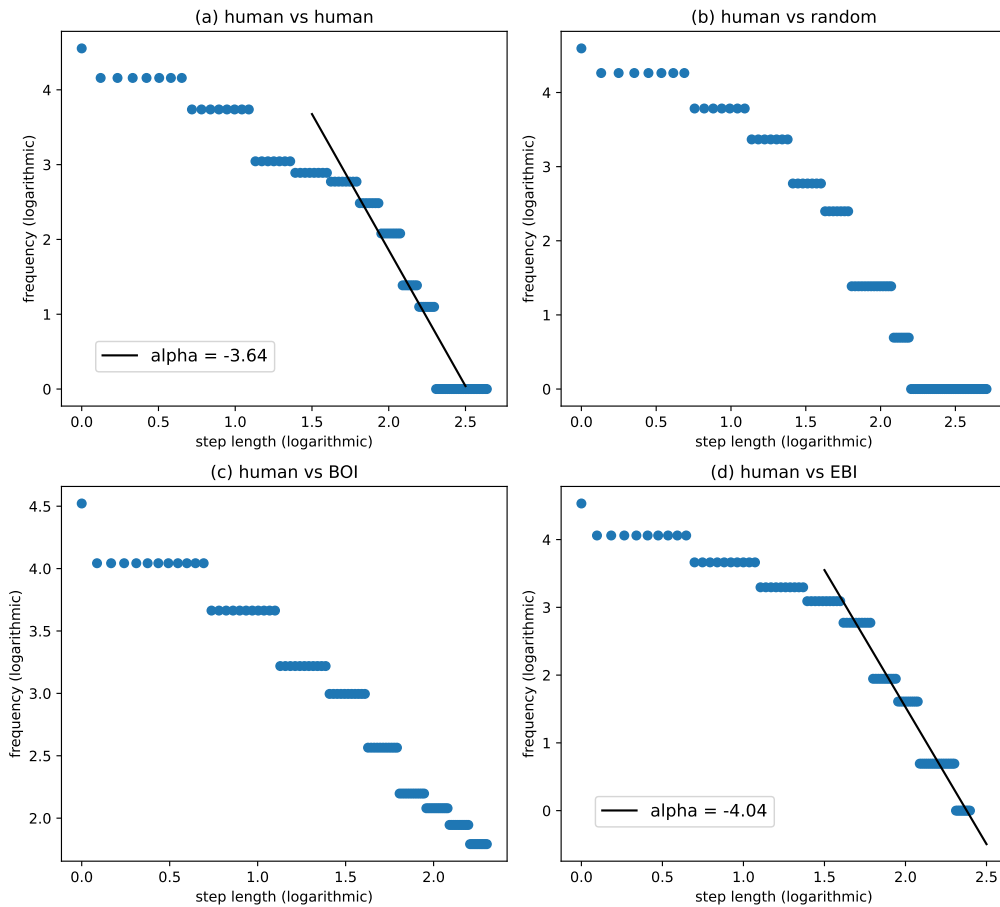 (a) human vs human
frequency (logarithmic)
4
3
2
1
0
alpha = -3.64
0.0 0.5 1.0 1.5 2.0 2.5
step length (logarithmic)
(b) human vs random
frequency (logarithmic)
4
3
2
1
0
0.0 0.5 1.0 1.5 2.0 2.5
step length (logarithmic)
(c) human vs BOI
frequency (logarithmic)
4.5
4.0
3.5
3.0
2.5
2.0
0.0 0.5 1.0 1.5 2.0
step length (logarithmic)
(d) human vs EBI
frequency (logarithmic)
4
3
2
1
0
alpha = -4.04
0.0 0.5 1.0 1.5 2.0 2.5
step length (logarithmic)